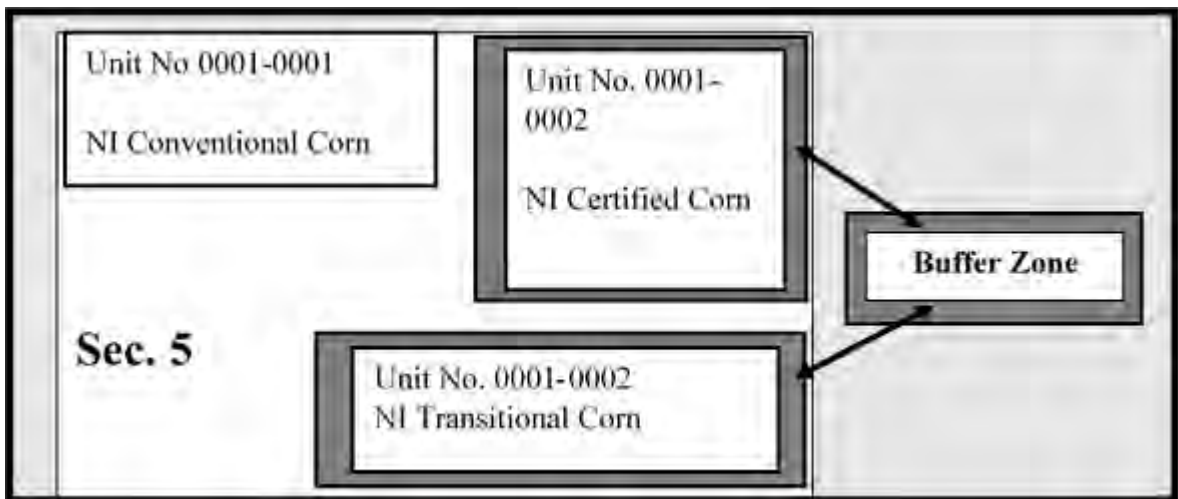 Unit No 0001-0001
NI Conventional Corn
Unit No. 0001-
0002
NI Certified Corn
Buffer Zone
Sec. 5
Unit No. 0001-0002
NI Transitional Corn